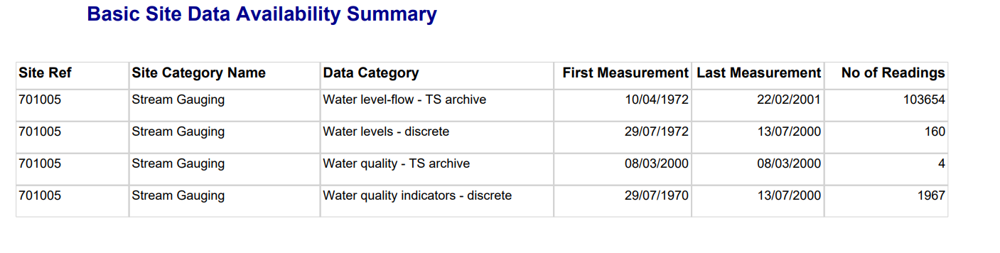 Basic Site Data Availability Summary
Site Ref Site Category Name Data Category First Measurement Last Measurement No of Readings
701005 Stream Gauging Water level-flow - TS archive 10/04/1972 22/02/2001 103654
701005 Stream Gauging Water levels - discrete 29/07/1972 13/07/2000 160
701005 Stream Gauging Water quality - TS archive 08/03/2000 08/03/2000 4
701005 Stream Gauging Water quality indicators - discrete 29/07/1970 13/07/2000 1967